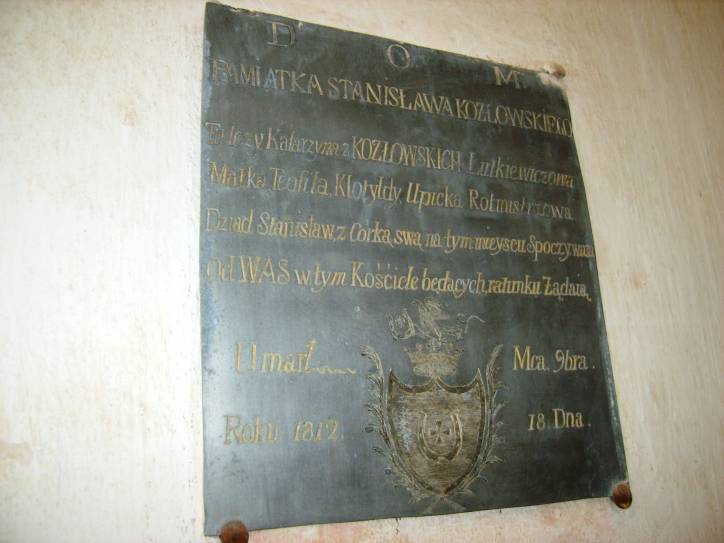 D O M
PAMIATKA STANISŁAWA KOZŁOWSKIEGO
Tu leży Katarzyna z KOZŁOWSKICH Lutkiewiczowa
Matka Teofila, Klotyldy, Upicka Rotmistrzowa
Dziad Stanisław, z Corką swą, na tym mieyscu Spoczywaią
Od WAS w tym Kościele będących, ratunku Żądaią,
Umarł Mca. 9bra.
Roku 1812. 18. Dna.